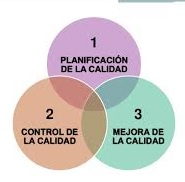 1
PLANIFICACIÓN
DE LA CALIDAD
2
CONTROL DE
LA CALIDAD
3
MEJORA DE
LA CALIDAD